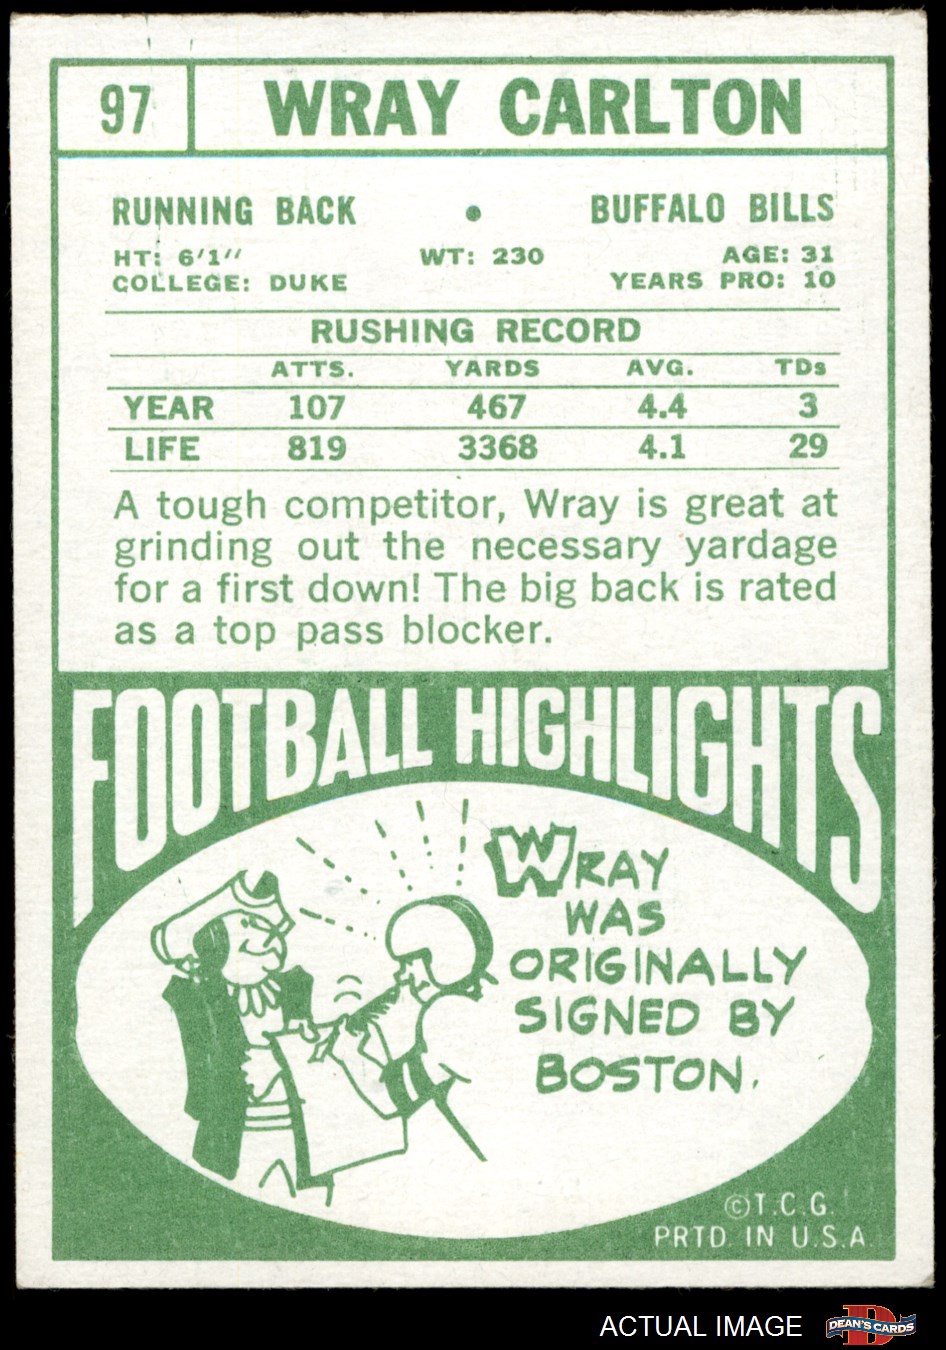 97 WRAY CARLTON
RUNNING BACK • BUFFALO BILLS
HT: 6'1" WT: 230 AGE: 31
COLLEGE: DUKE YEARS PRO: 10
RUSHING RECORD
ATTS. YARDS AVG. TDs
YEAR 107 467 4.4 3
LIFE 819 3368 4.1 29
A tough competitor, Wray is great at
grinding out the necessary yardage
for a first down! The big back is rated
as a top pass blocker.
FOOTBALL HIGHLIGHTS
WRAY
WAS
ORIGINALLY
SIGNED BY
BOSTON.
©T.C.G.
PRTD. IN U.S.A.
ACTUAL IMAGE
D
DEAN'S CARDS